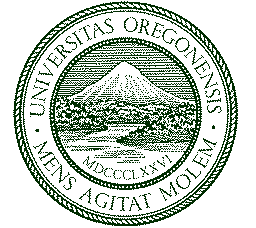 UNIVERSITAS OREGONENSIS
MENS AGITAT MOLEM
MDCCCLXXVI